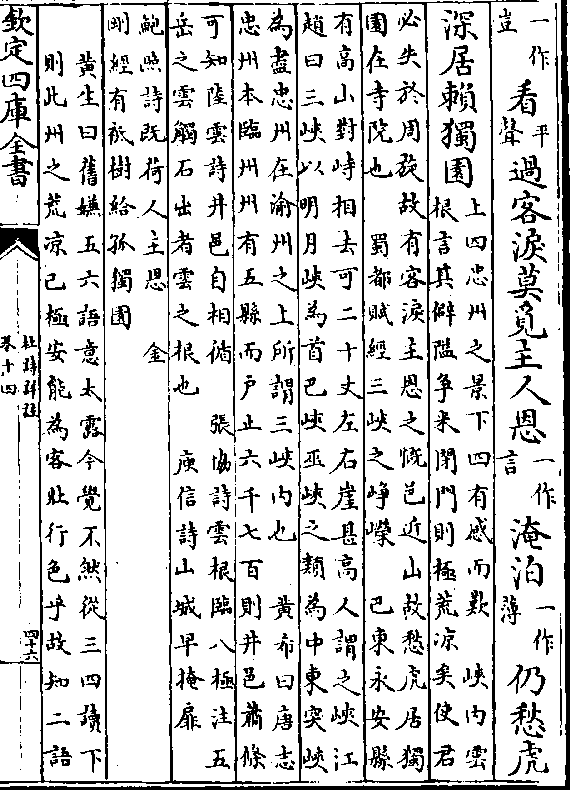 一作豈看平聲過客淚莫覓主人恩一作言淹泊一作薄仍愁虎
深居賴獨園
上四忠州之景下四有感而歎 峽内雲
根言其僻隘争米閉門則極荒凉矣使君
必失於周旋故有客淚主恩之慨邑近山故愁虎居獨
園在寺院也 蜀都賦經三峽之崢嶸 巴東永安縣
有高山對峙相去可二十丈左右崖甚高人謂之峽江
趙曰三峽以明月峽為首巴峽巫峽之類為中東突峽
為盡忠州在渝州之上所謂三峽内也 黄希曰唐志
忠州本臨州州有五縣而户止六千七百則井邑蕭條
可知陸雲詩井邑自相循 張協詩雲根臨八極注五
岳之雲觸石出者雲之根也 庾信詩山城早掩扉
鮑照詩既荷人主恩 金
剛經有祇樹給孤獨園
黄生曰舊嫌五六語意太露今覺不然從三四讀下
則此州之荒凉已極安能為客壯行色乎故知二語
欽定四庫全書
杜詩詳註
卷十四
四十六